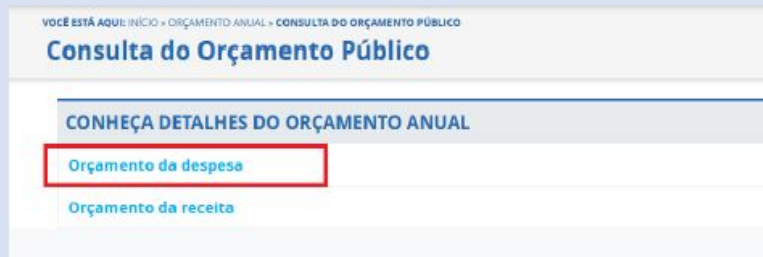 VOCÊ ESTÁ AQUI: INÍCIO » ORÇAMENTO ANUAL » CONSULTA DO ORÇAMENTO PÚBLICO
Consulta do Orçamento Público
CONHEÇA DETALHES DO ORÇAMENTO ANUAL
Orçamento da despesa
Orçamento da receita